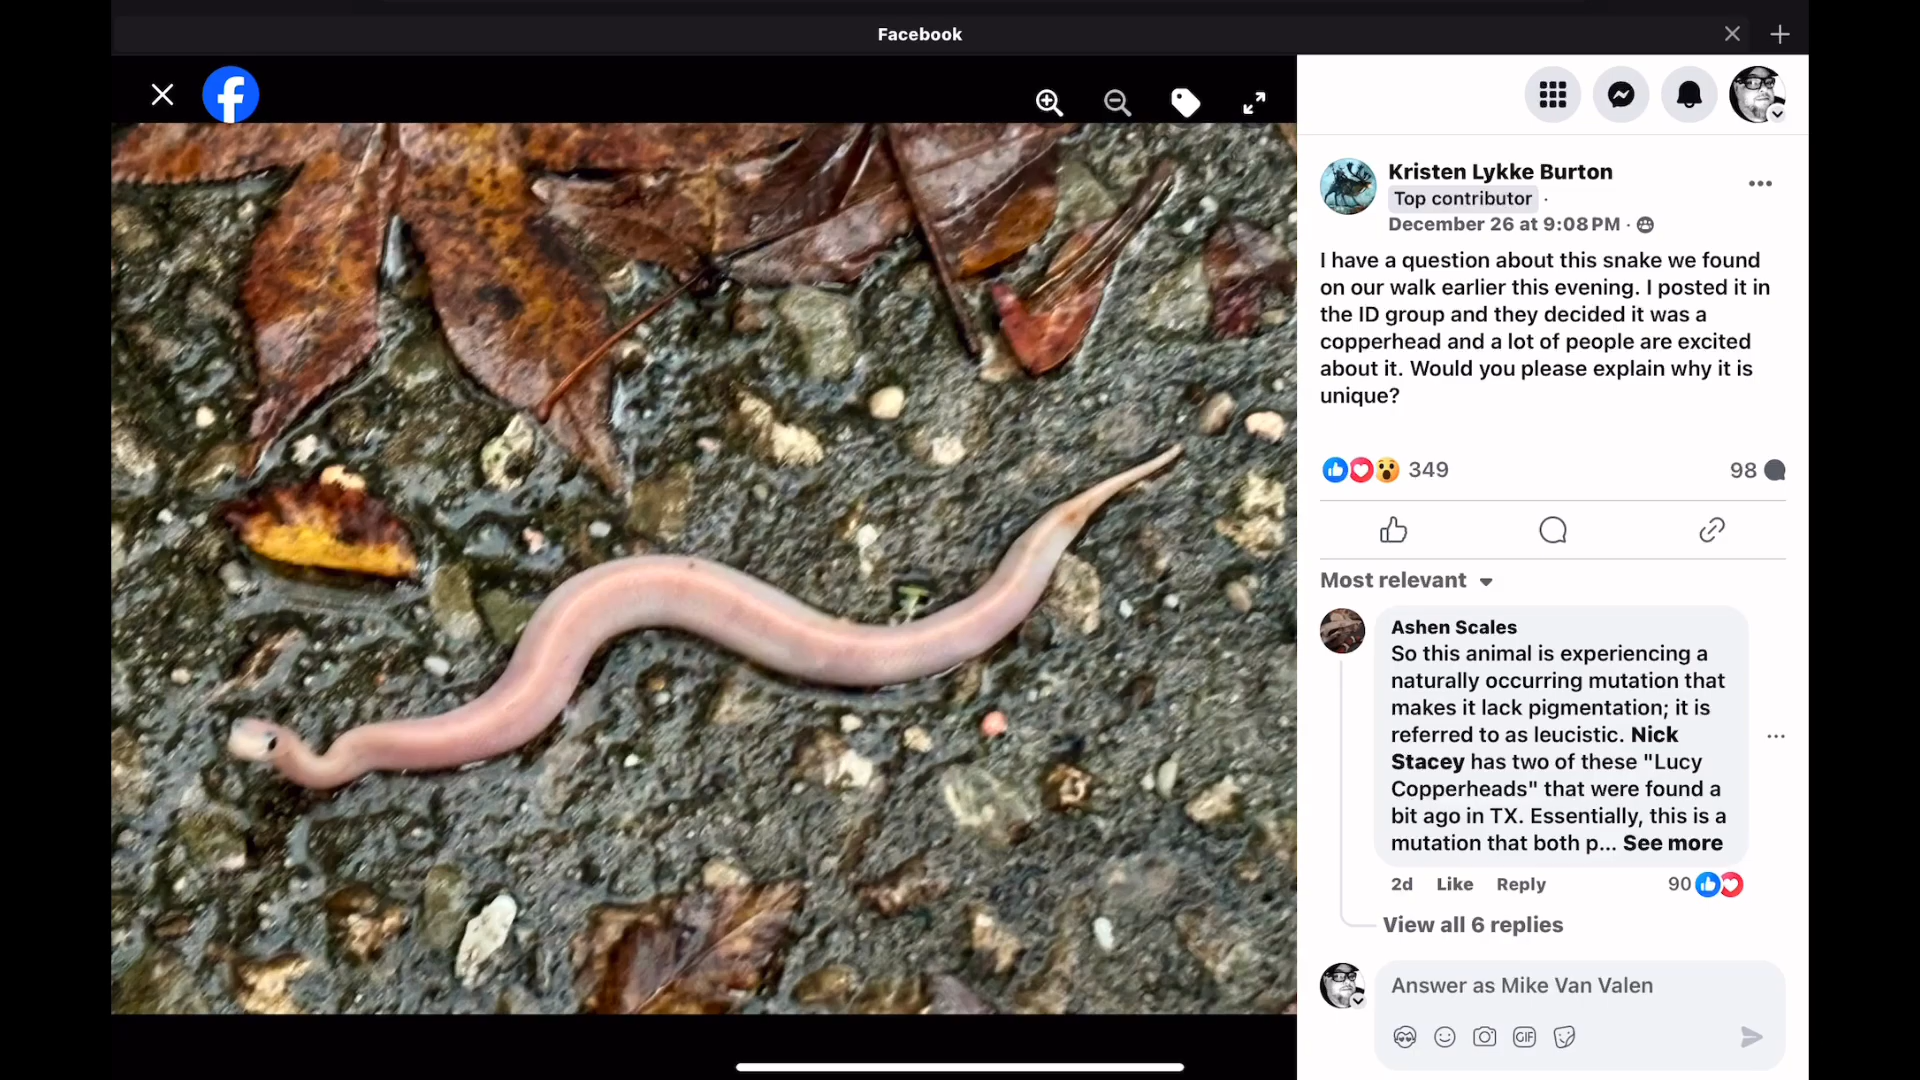 Facebook
Kristen Lykke Burton
Top contributor ·
December 26 at 9:08 PM ·
I have a question about this snake we found
on our walk earlier this evening. I posted it in
the ID group and they decided it was a
copperhead and a lot of people are excited
about it. Would you please explain why it is
unique?
349
98
Most relevant
Ashen Scales
So this animal is experiencing a
naturally occurring mutation that
makes it lack pigmentation; it is
referred to as leucistic. Nick
Stacey has two of these "Lucy
Copperheads" that were found a
bit ago in TX. Essentially, this is a
mutation that both p... See more
2d Like Reply 90
View all 6 replies
Answer as Mike Van Valen
GIF